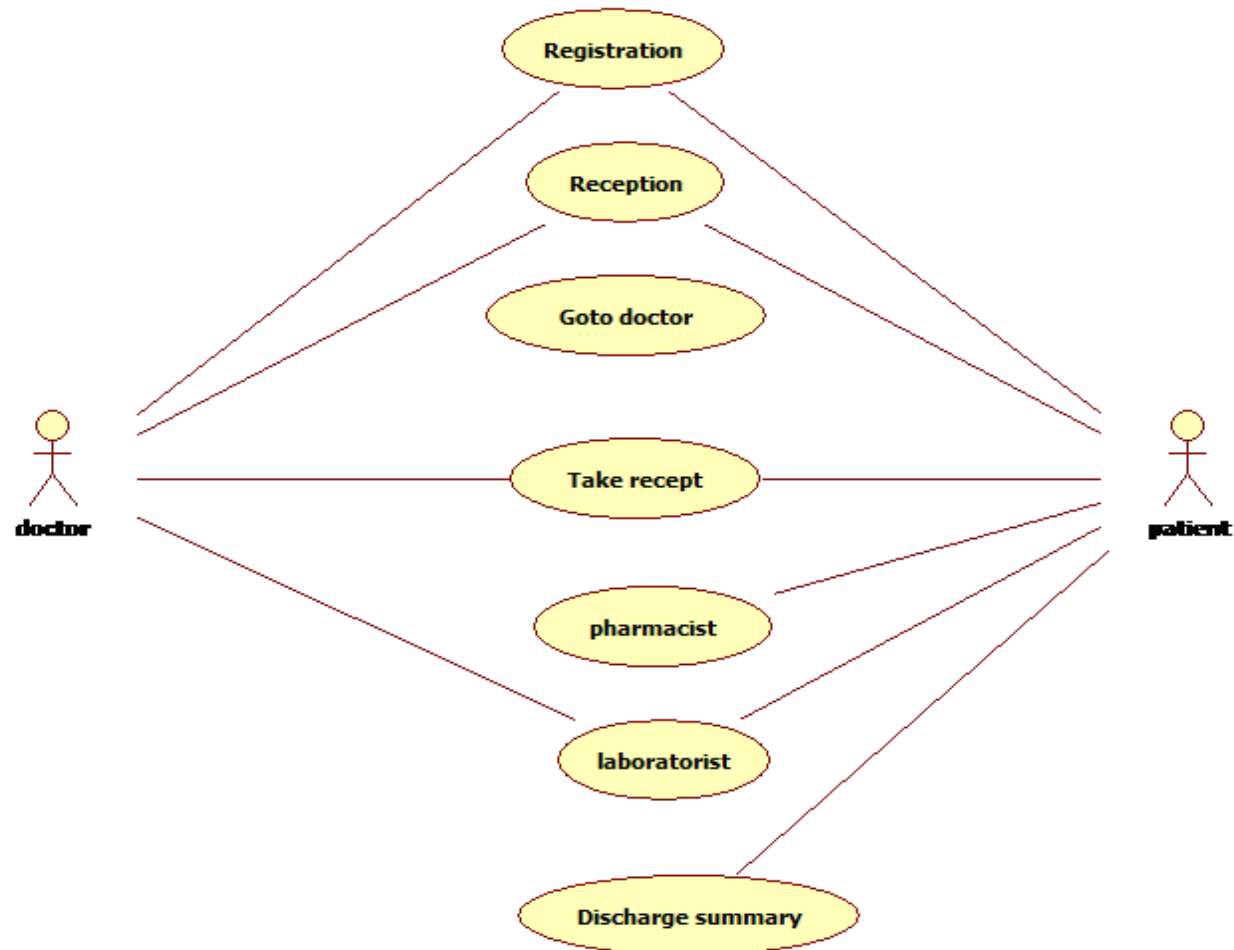 Registration
Reception
Goto doctor
Take recept
doctor
patient
pharmacist
laboratorist
Discharge summary